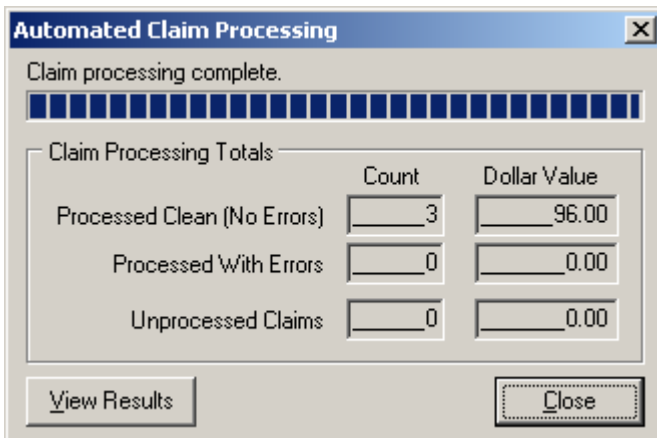 Automated Claim Processing
Claim processing complete.
Claim Processing Totals
Count Dollar Value
Processed Clean (No Errors) 3 96.00
Processed With Errors 0 0.00
Unprocessed Claims 0 0.00
View Results Close